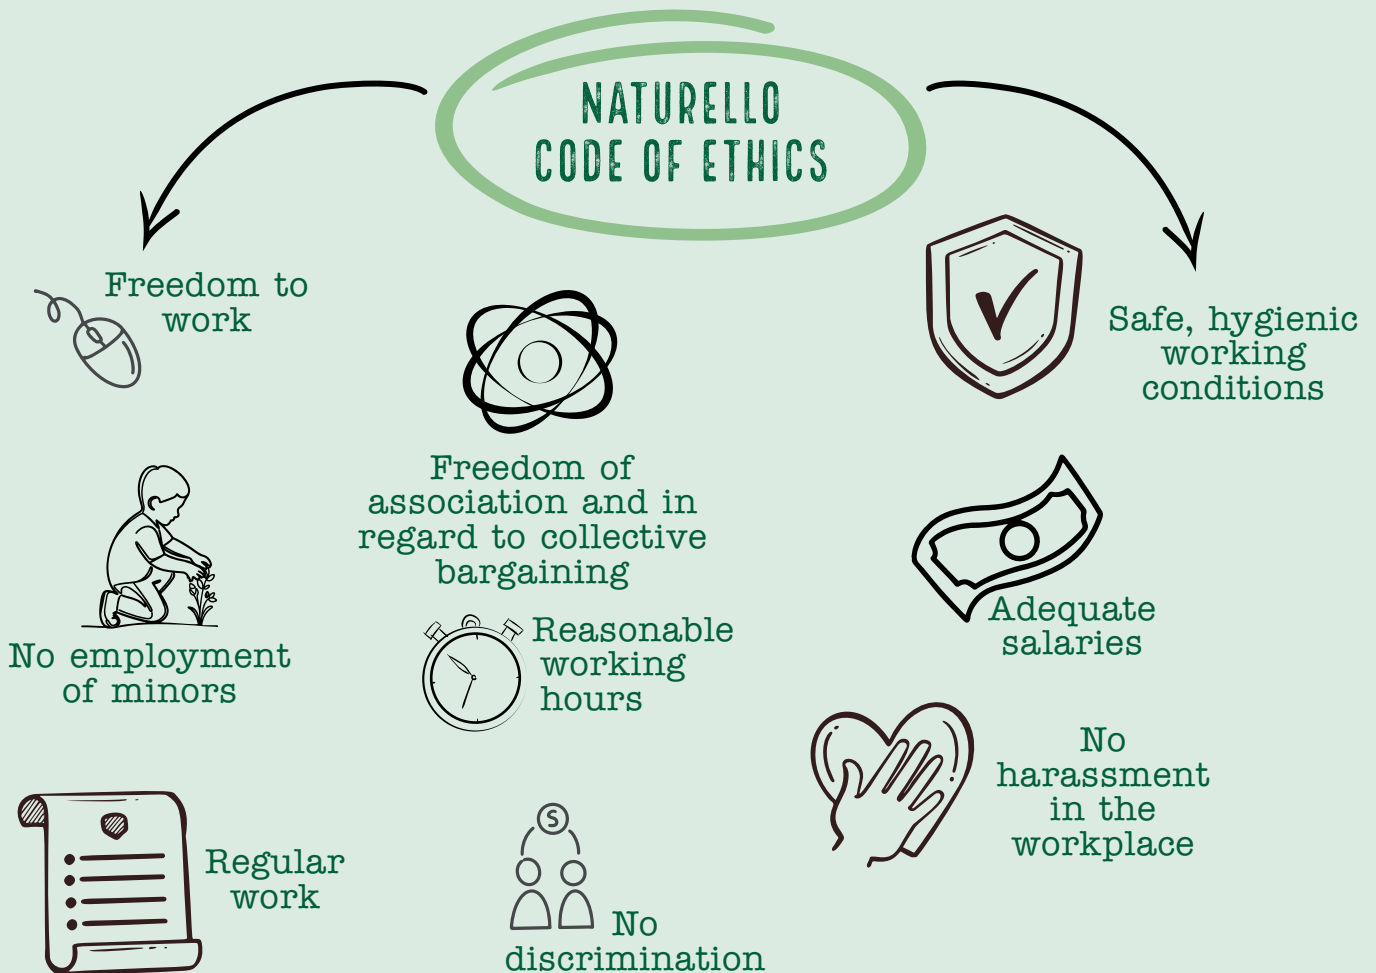 NATURELLO
CODE OF ETHICS
Freedom to
work
Safe, hygienic
working
conditions
Freedom of
association and in
regard to collective
bargaining
No employment
of minors
Reasonable
working
hours
Adequate
salaries
No
harassment
in the
workplace
Regular
work
S
No
discrimination